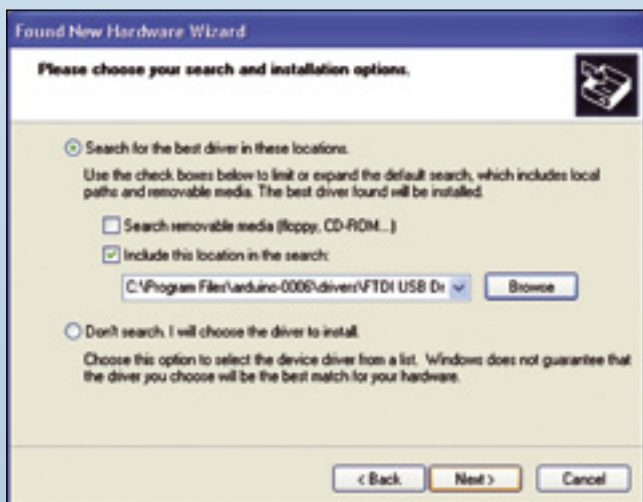 Found New Hardware Wizard
Please choose your search and installation options.
Search for the best driver in these locations.
Use the check boxes below to limit or expand the default search, which includes local
paths and removable media. The best driver found will be installed.
Search removable media (floppy, CD-ROM...)
Include this location in the search:
C:\Program Files\arduino-0006\drivers\FTDI USB Dr
Browse
Don't search. I will choose the driver to install.
Choose this option to select the device driver from a list. Windows does not guarantee that
the driver you choose will be the best match for your hardware.
< Back
Next >
Cancel